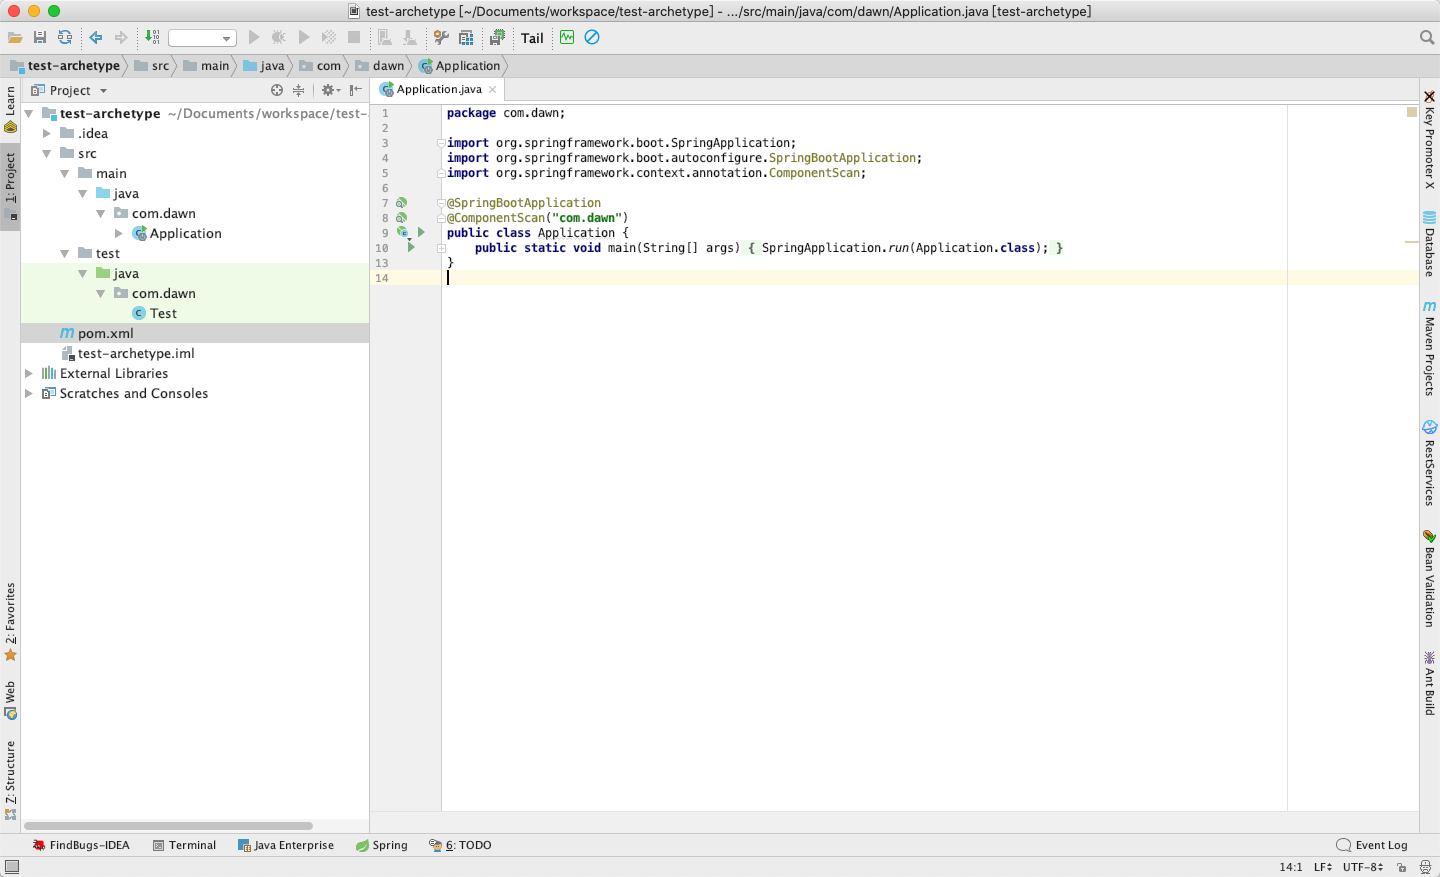 test-archetype [~/Documents/workspace/test-archetype] - .../src/main/java/com/dawn/Application.java [test-archetype]
Tail
test-archetype src main java com dawn Application
Learn
1: Project
2: Favorites
Web
7: Structure
Project
test-archetype ~/Documents/workspace/test-
.idea
src
main
java
com.dawn
Application
test
java
com.dawn
Test
pom.xml
test-archetype.iml
External Libraries
Scratches and Consoles
Application.java
1 package com.dawn;
2
3 import org.springframework.boot.SpringApplication;
4 import org.springframework.boot.autoconfigure.SpringBootApplication;
5 import org.springframework.context.annotation.ComponentScan;
6
7 @SpringBootApplication
8 @ComponentScan("com.dawn")
9 public class Application {
10 public static void main(String[] args) { SpringApplication.run(Application.class); }
13 }
14
Key Promoter X
Database
Maven Projects
RestServices
Bean Validation
Ant Build
FindBugs-IDEA Terminal Java Enterprise Spring 6: TODO Event Log
14:1 LF UTF-8